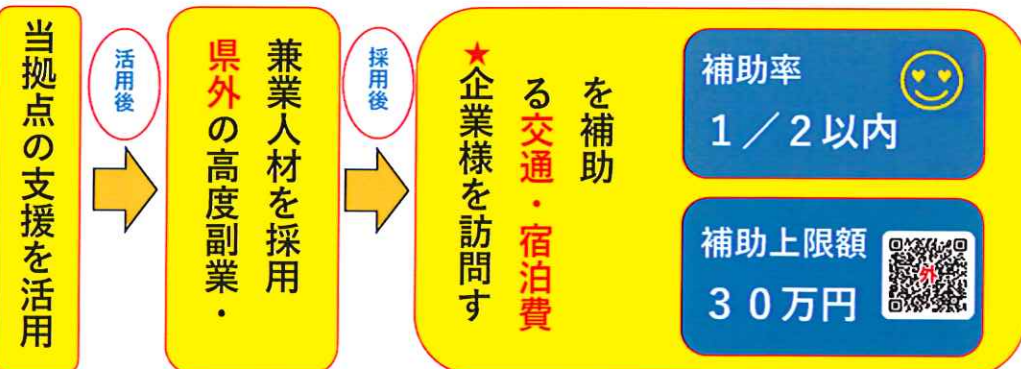 当拠点の支援を活用
活用後
県外の高度副業・
兼業人材を採用
採用後
★企業様を訪問す
る交通・宿泊費
を補助
補助率
１／２以内
補助上限額
３０万円
外